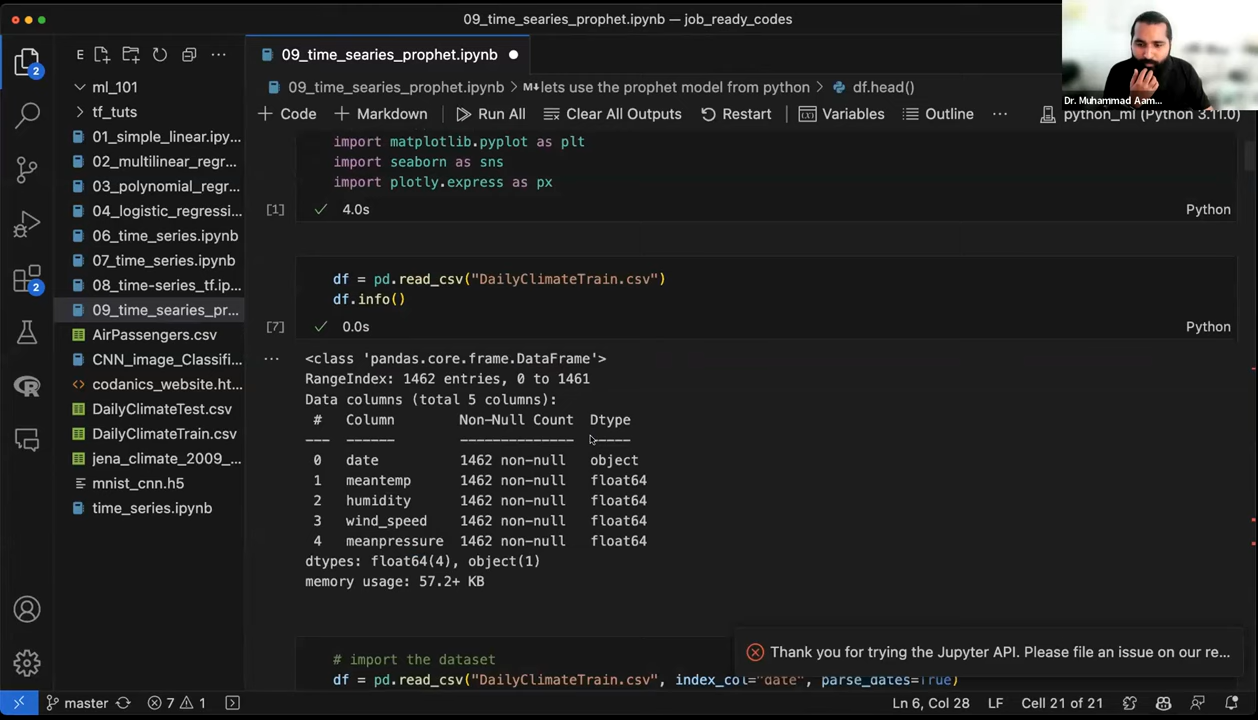 09_time_searies_prophet.ipynb — job_ready_codes
Dr. Muhammad Aam...
E
09_time_searies_prophet.ipynb
09_time_searies_prophet.ipynb > M↓lets use the prophet model from python > df.head()
+ Code + Markdown Run All Clear All Outputs Restart Variables Outline ... python_ml (Python 3.11.0)
2
2
ml_101
tf_tuts
01_simple_linear.ipy...
02_multilinear_regr...
03_polynomial_regr...
04_logistic_regressi...
06_time_series.ipynb
07_time_series.ipynb
08_time-series_tf.ip...
09_time_searies_pr...
AirPassengers.csv
CNN_image_Classifi...
codanics_website.ht...
DailyClimateTest.csv
DailyClimateTrain.csv
jena_climate_2009_...
mnist_cnn.h5
time_series.ipynb
import matplotlib.pyplot as plt
import seaborn as sns
import plotly.express as px
[1] 4.0s Python
df = pd.read_csv("DailyClimateTrain.csv")
df.info()
[7] 0.0s Python
... <class 'pandas.core.frame.DataFrame'>
RangeIndex: 1462 entries, 0 to 1461
Data columns (total 5 columns):
# Column Non-Null Count Dtype
--- ------ -------------- -----
0 date 1462 non-null object
1 meantemp 1462 non-null float64
2 humidity 1462 non-null float64
3 wind_speed 1462 non-null float64
4 meanpressure 1462 non-null float64
dtypes: float64(4), object(1)
memory usage: 57.2+ KB
# import the dataset
df = pd.read_csv("DailyClimateTrain.csv", index_col="date", parse_dates=True)
Thank you for trying the Jupyter API. Please file an issue on our re...
master 7 1 Ln 6, Col 28 LF Cell 21 of 21